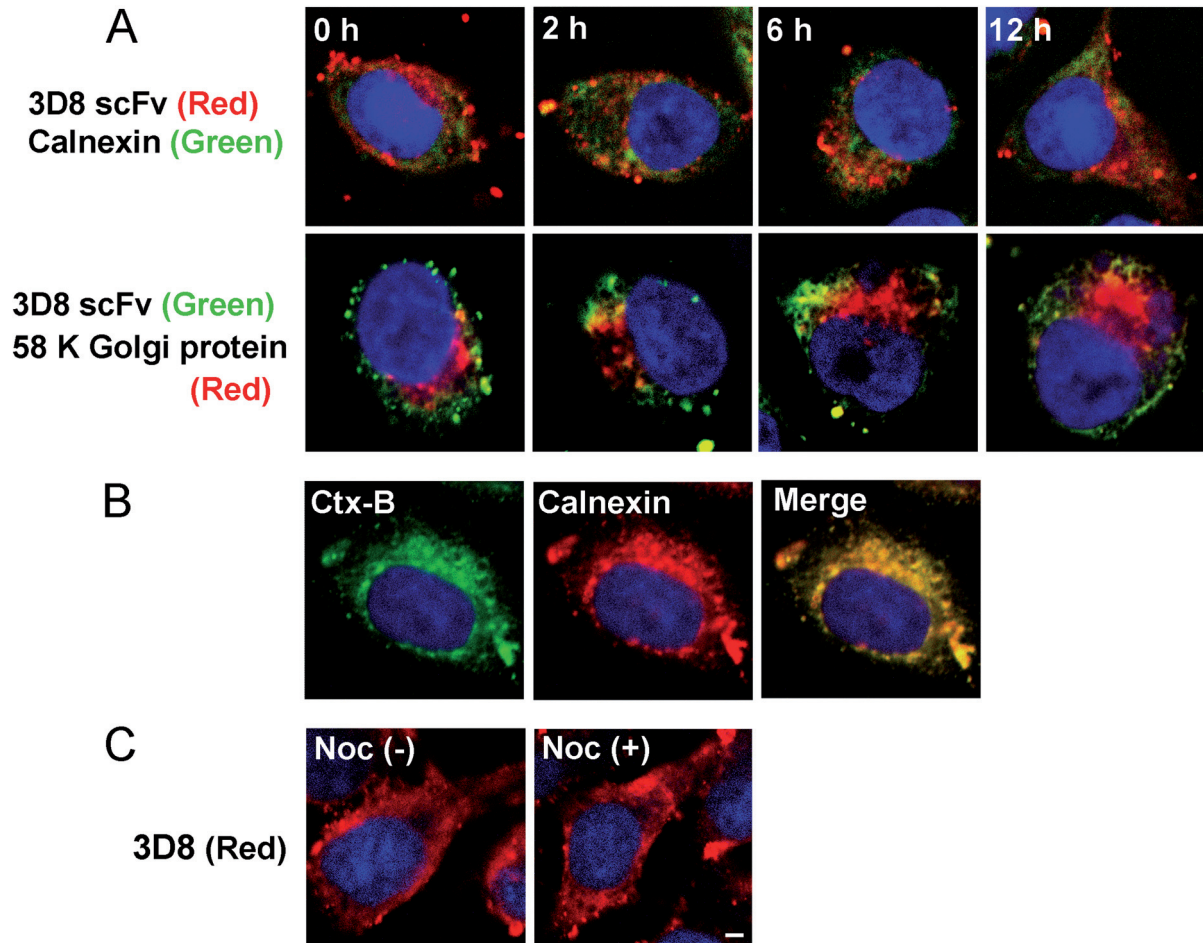 A
0 h
2 h
6 h
12 h
3D8 scFv (Red)
Calnexin (Green)
3D8 scFv (Green)
58 K Golgi protein
(Red)
B
Ctx-B
Calnexin
Merge
C
Noc (-)
Noc (+)
3D8 (Red)